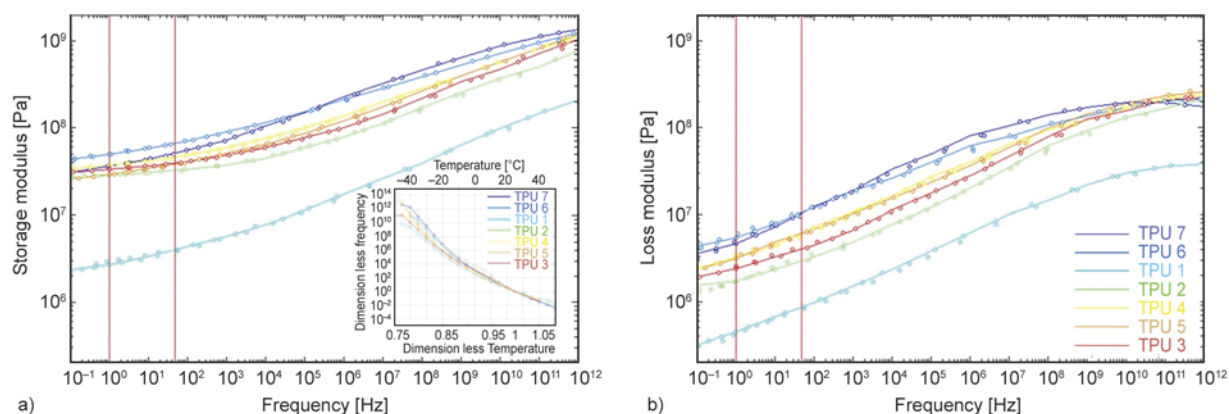 10⁹
10⁸
10⁷
10⁶
Storage modulus [Pa]
10⁻¹ 10⁰ 10¹ 10² 10³ 10⁴ 10⁵ 10⁶ 10⁷ 10⁸ 10⁹ 10¹⁰ 10¹¹ 10¹²
Frequency [Hz]
a)
Temperature [°C]
−40 −20 0 20 40
10¹⁴
10¹²
10¹⁰
10⁸
10⁶
10⁴
10²
10⁰
10⁻²
10⁻⁴
Dimension less frequency
TPU 7
TPU 6
TPU 1
TPU 2
TPU 4
TPU 5
TPU 3
0.75 0.85 0.95 1 1.05
Dimension less Temperature
10⁹
10⁸
10⁷
10⁶
Loss modulus [Pa]
TPU 7
TPU 6
TPU 1
TPU 2
TPU 4
TPU 5
TPU 3
10⁻¹ 10⁰ 10¹ 10² 10³ 10⁴ 10⁵ 10⁶ 10⁷ 10⁸ 10⁹ 10¹⁰ 10¹¹ 10¹²
Frequency [Hz]
b)